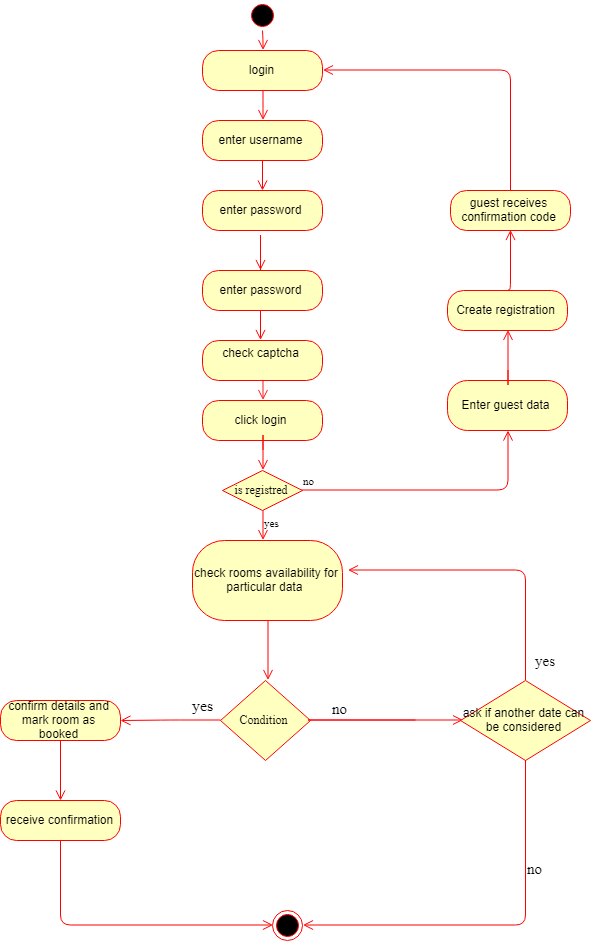 login
enter username
enter password
guest receives
confirmation code
enter password
Create registration
check captcha
click login
Enter guest data
is registred
no
yes
check rooms availability for
particular data
yes
confirm details and
mark room as
booked
yes
Condition
no
ask if another date can
be considered
receive confirmation
no